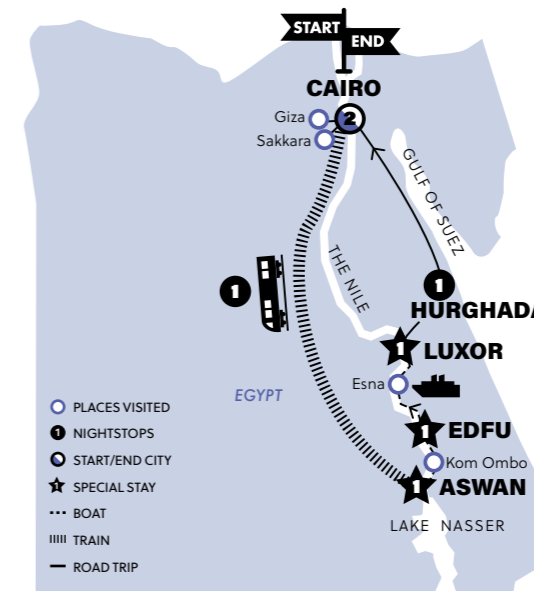 START
END
CAIRO
Giza
2
Sakkara
GULF OF SUEZ
THE NILE
1
1
HURGHADA
1
LUXOR
Esna
EGYPT
1
EDFU
Kom Ombo
1
ASWAN
LAKE NASSER
PLACES VISITED
1 NIGHTSTOPS
START/END CITY
1 SPECIAL STAY
BOAT
TRAIN
ROAD TRIP